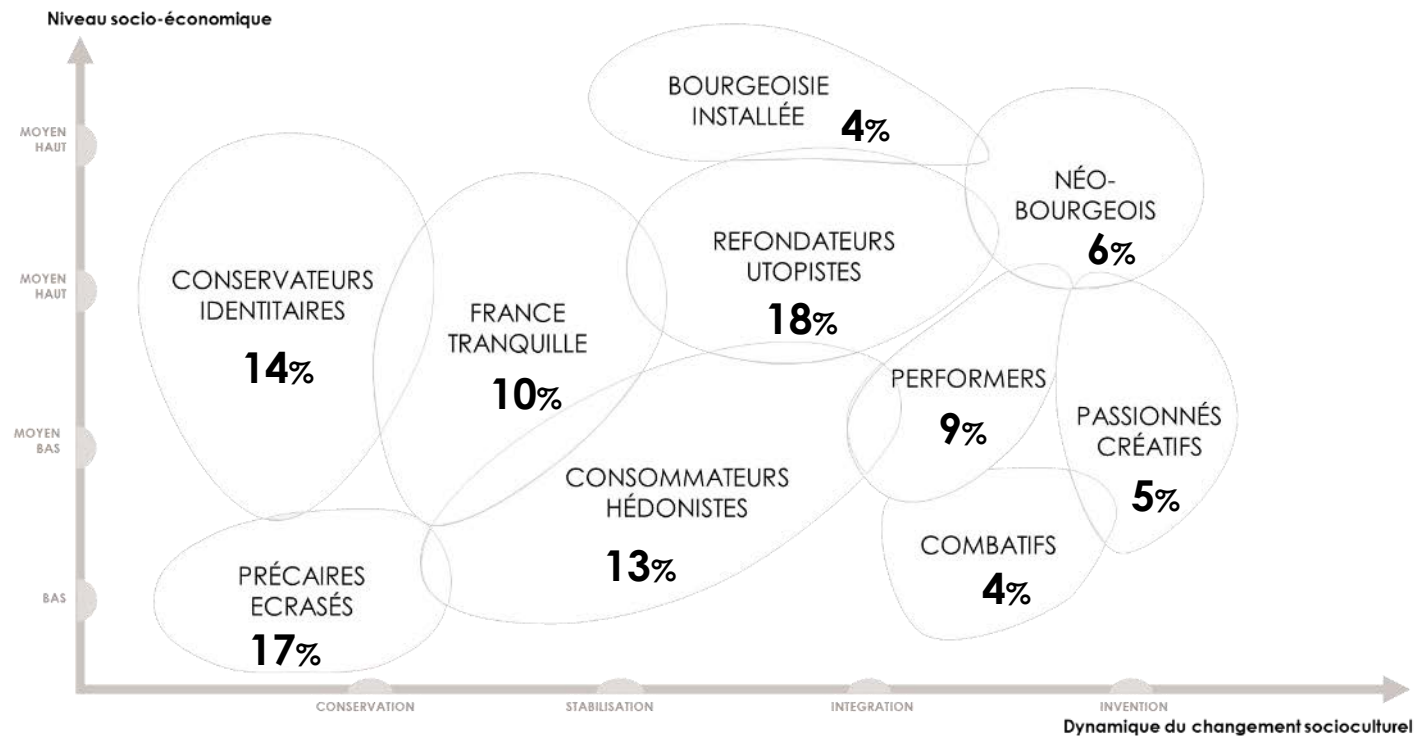 Niveau socio-économique
BOURGEOISIE
INSTALLÉE
4%
MOYEN
HAUT
NÉO-
BOURGEOIS
6%
REFONDATEURS
UTOPISTES
18%
CONSERVATEURS
IDENTITAIRES
14%
MOYEN
HAUT
FRANCE
TRANQUILLE
10%
PERFORMERS
9%
PASSIONNÉS
CRÉATIFS
5%
MOYEN
BAS
CONSOMMATEURS
HÉDONISTES
13%
COMBATIFS
4%
PRÉCAIRES
ECRASÉS
17%
BAS
CONSERVATION
STABILISATION
INTEGRATION
INVENTION
Dynamique du changement socioculturel